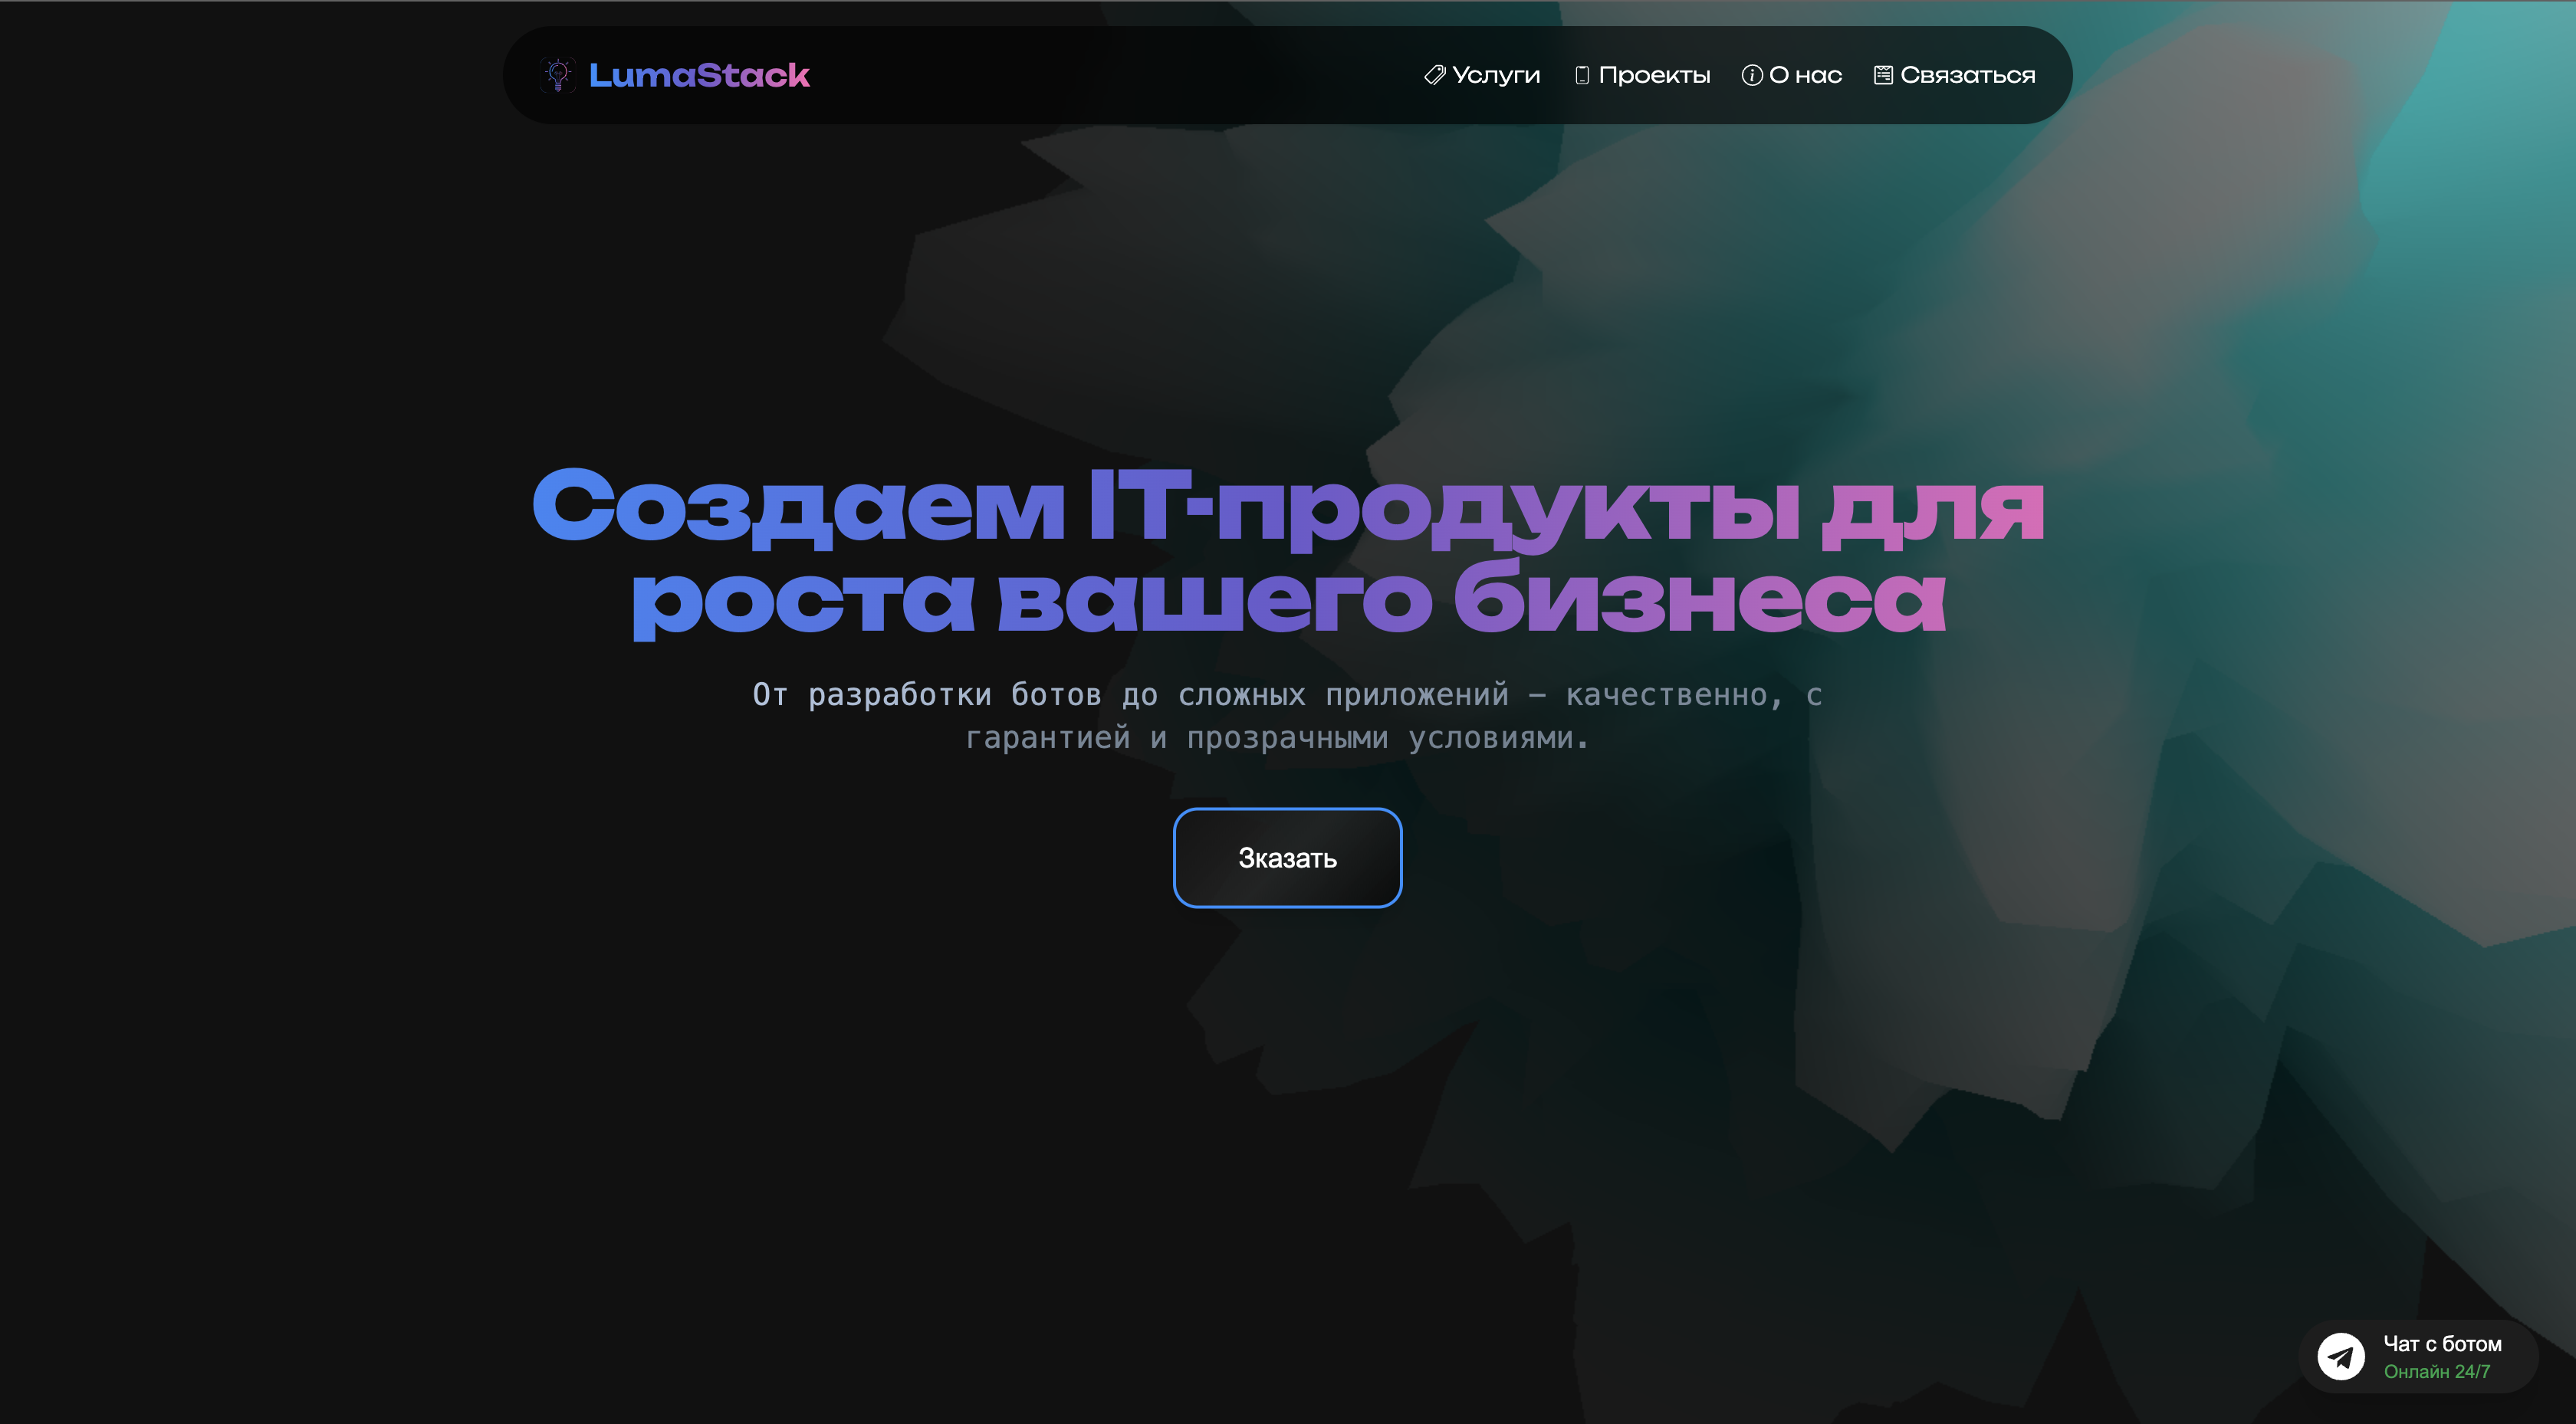 LumaStack
Услуги
Проекты
О нас
Связаться
Создаем IT-продукты для
роста вашего бизнеса
От разработки ботов до сложных приложений – качественно, с
гарантией и прозрачными условиями.
Зказать
Чат с ботом
Онлайн 24/7